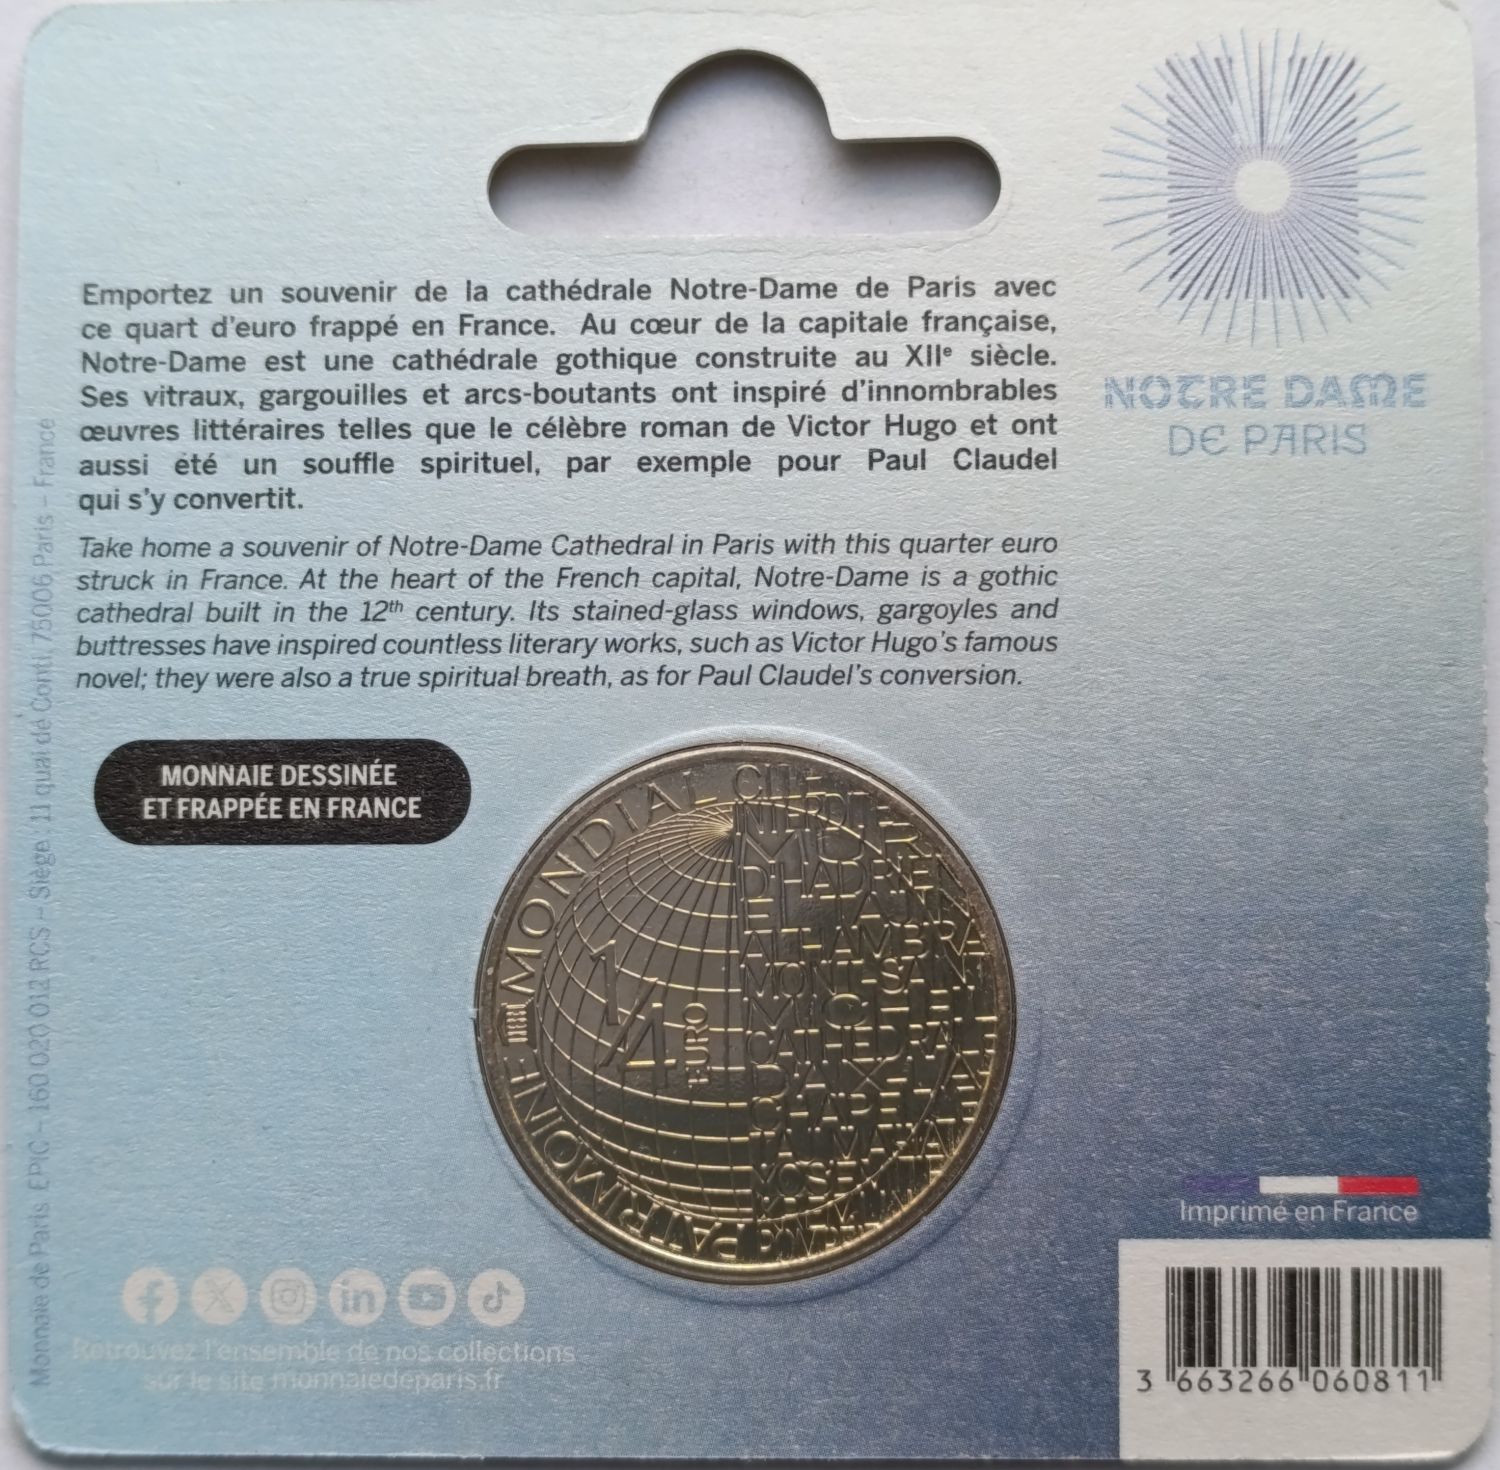 NOTRE DAME
DE PARIS
Emportez un souvenir de la cathédrale Notre-Dame de Paris avec
ce quart d'euro frappé en France. Au cœur de la capitale française,
Notre-Dame est une cathédrale gothique construite au XIIe siècle.
Ses vitraux, gargouilles et arcs-boutants ont inspiré d'innombrables
œuvres littéraires telles que le célèbre roman de Victor Hugo et ont
aussi été un souffle spirituel, par exemple pour Paul Claudel
qui s'y convertit.
Take home a souvenir of Notre-Dame Cathedral in Paris with this quarter euro
struck in France. At the heart of the French capital, Notre-Dame is a gothic
cathedral built in the 12th century. Its stained-glass windows, gargoyles and
buttresses have inspired countless literary works, such as Victor Hugo's famous
novel; they were also a true spiritual breath, as for Paul Claudel's conversion.
MONNAIE DESSINÉE
ET FRAPPÉE EN FRANCE
PATRIMOINE MONDIAL
1/4
EURO
D'HADRIEN
ALHAMBRA
CATHEDRAL
Monnaie de Paris EPIC – 160 020 012 RCS – Siège : 11 quai de Conti, 75006 Paris – France
Retrouvez l'ensemble de nos collections
sur le site monnaiedeparis.fr
Imprimé en France
3 663266 060811